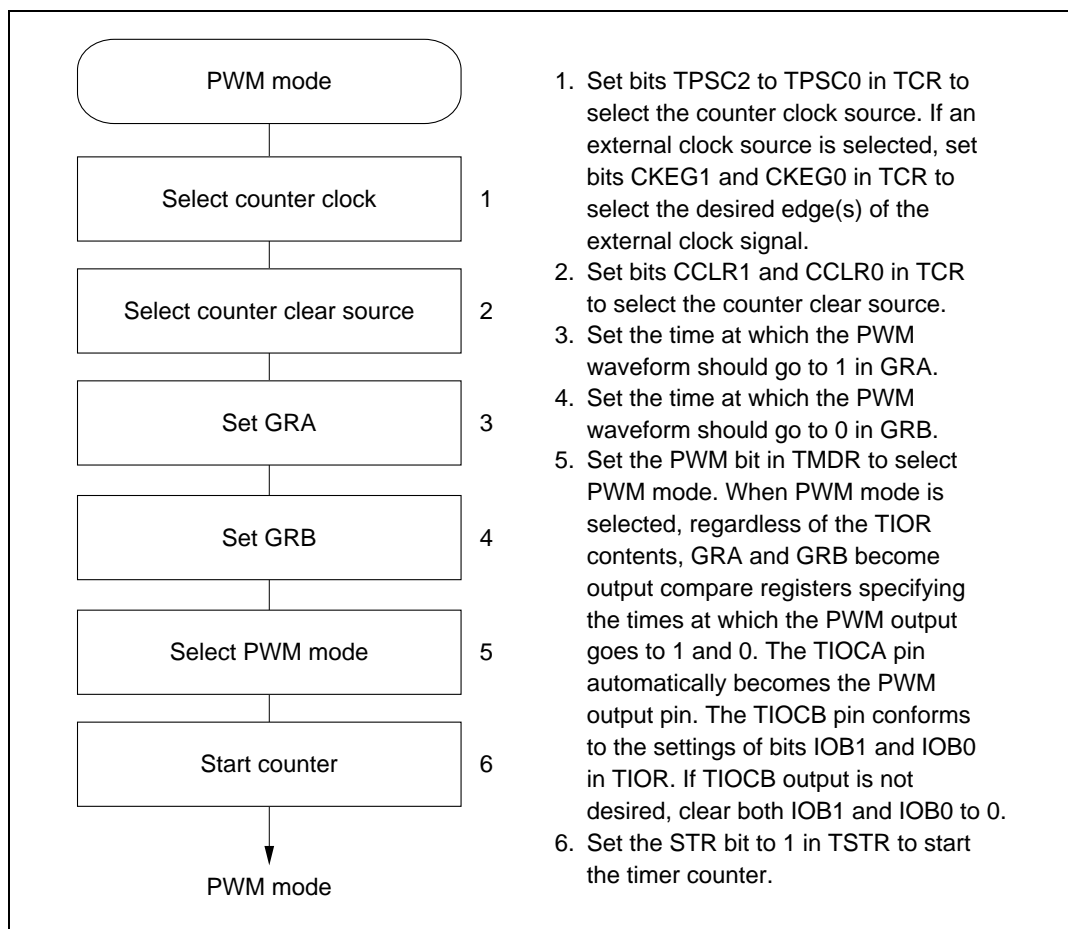 PWM mode
Select counter clock 1
Select counter clear source 2
Set GRA 3
Set GRB 4
Select PWM mode 5
Start counter 6
PWM mode
1. Set bits TPSC2 to TPSC0 in TCR to
select the counter clock source. If an
external clock source is selected, set
bits CKEG1 and CKEG0 in TCR to
select the desired edge(s) of the
external clock signal.
2. Set bits CCLR1 and CCLR0 in TCR
to select the counter clear source.
3. Set the time at which the PWM
waveform should go to 1 in GRA.
4. Set the time at which the PWM
waveform should go to 0 in GRB.
5. Set the PWM bit in TMDR to select
PWM mode. When PWM mode is
selected, regardless of the TIOR
contents, GRA and GRB become
output compare registers specifying
the times at which the PWM output
goes to 1 and 0. The TIOCA pin
automatically becomes the PWM
output pin. The TIOCB pin conforms
to the settings of bits IOB1 and IOB0
in TIOR. If TIOCB output is not
desired, clear both IOB1 and IOB0 to 0.
6. Set the STR bit to 1 in TSTR to start
the timer counter.